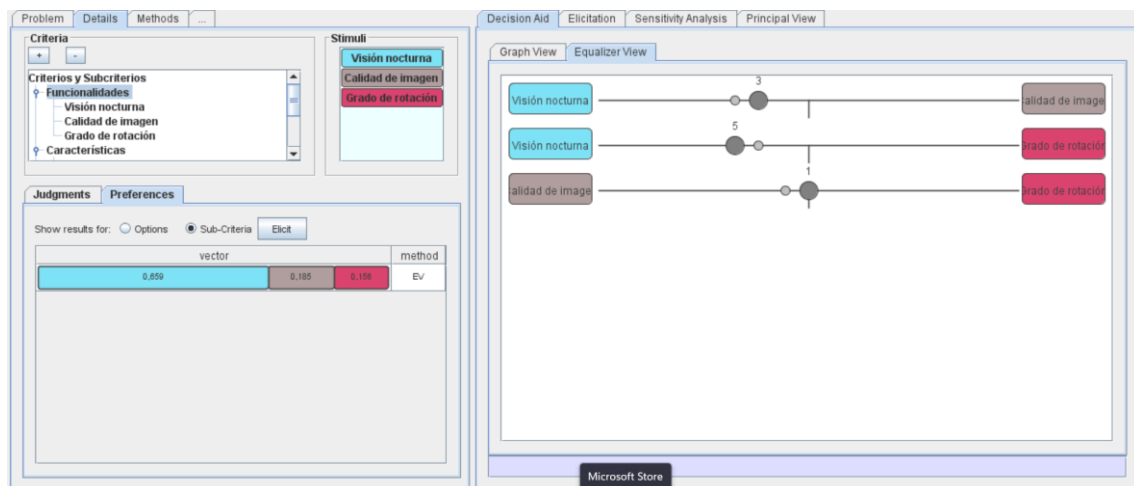 Problem Details Methods ...
Criteria
+ -
Criterios y Subcriterios
Funcionalidades
Visión nocturna
Calidad de imagen
Grado de rotación
Características
Stimuli
Visión nocturna
Calidad de imagen
Grado de rotación
Judgments Preferences
Show results for: Options Sub-Criteria Elicit
vector method
0,659 0,185 0,156 EV
Decision Aid Elicitation Sensitivity Analysis Principal View
Graph View Equalizer View
3
Visión nocturna alidad de image
5
Visión nocturna Grado de rotación
1
alidad de image Grado de rotación
Microsoft Store